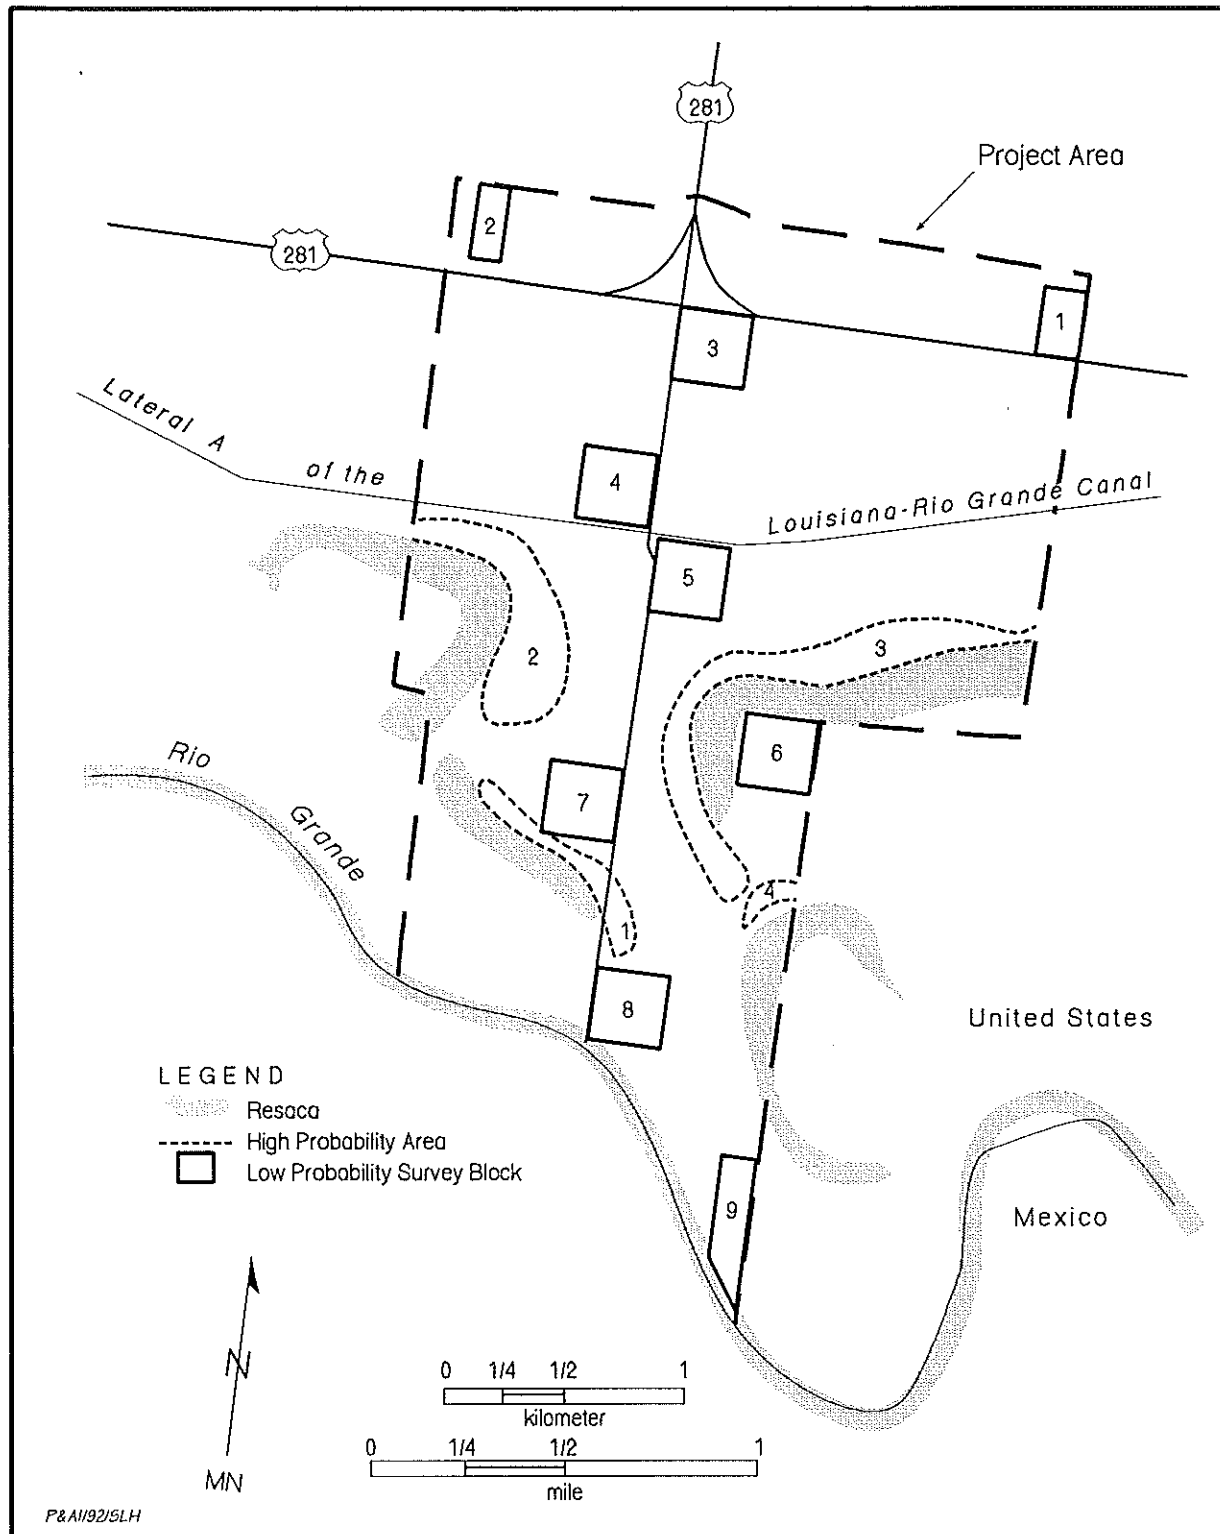 281
Project Area
2
281
1
3
Lateral A
of the
4
Louisiana-Rio Grande Canal
5
2
3
6
Rio
7
Grande
4
1
8
United States
LEGEND
Resaca
High Probability Area
Low Probability Survey Block
9
Mexico
N
MN
0 1/4 1/2 1
kilometer
0 1/4 1/2 1
mile
P&AI/92/SLH